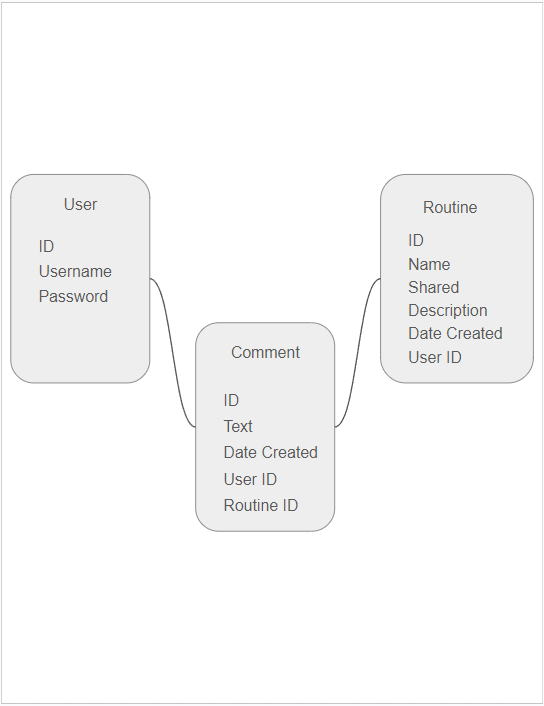 User
ID
Username
Password
Comment
ID
Text
Date Created
User ID
Routine ID
Routine
ID
Name
Shared
Description
Date Created
User ID